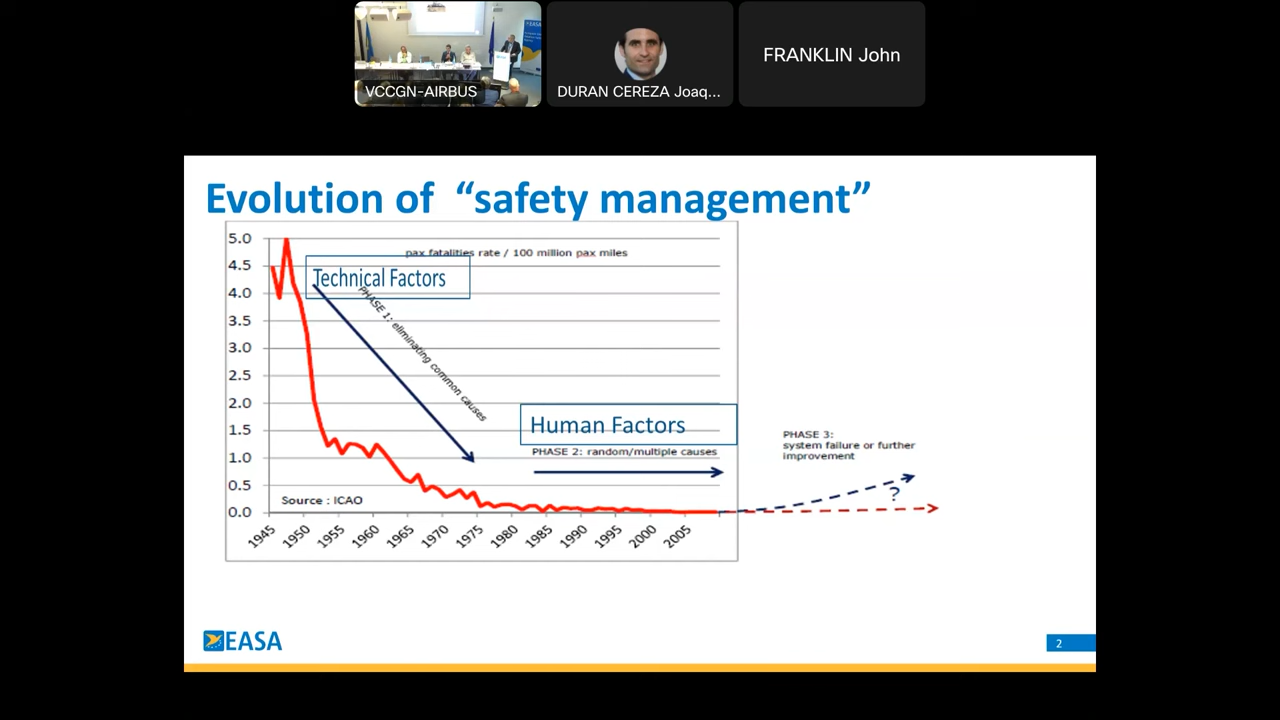 EASA
VCCGN-AIRBUS
DURAN CEREZA Joaq...
FRANKLIN John
Evolution of “safety management”
pax fatalities rate / 100 million pax miles
5.0
4.5
4.0
3.5
3.0
2.5
2.0
1.5
1.0
0.5
0.0
Technical Factors
PHASE 1: eliminating common causes
Human Factors
PHASE 2: random/multiple causes
PHASE 3:
system failure or further
improvement
?
Source : ICAO
1945
1950
1955
1960
1965
1970
1975
1980
1985
1990
1995
2000
2005
EASA
2